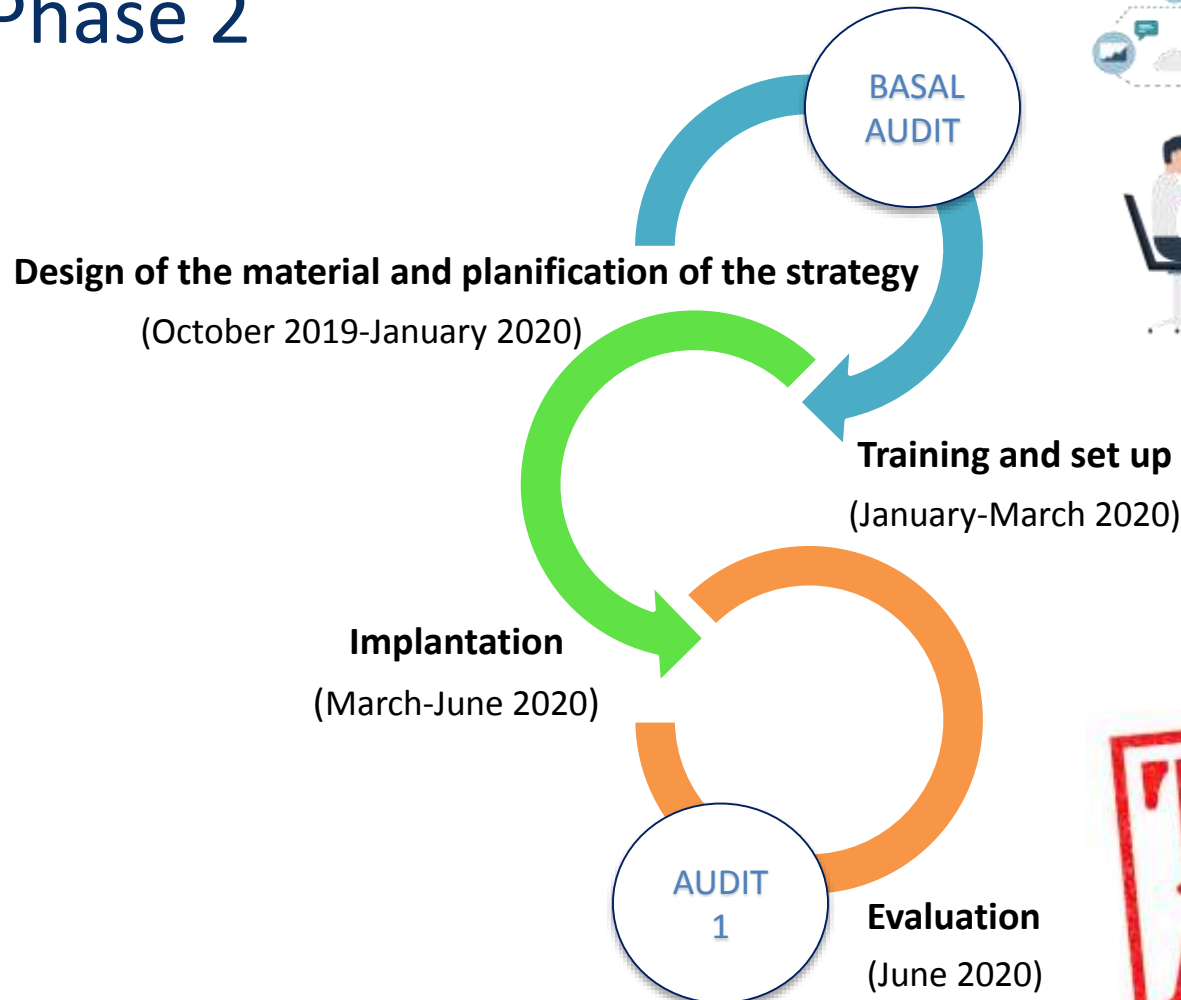 Phase 2
BASAL
AUDIT
Design of the material and planification of the strategy
(October 2019-January 2020)
Training and set up
(January-March 2020)
Implantation
(March-June 2020)
AUDIT
1
Evaluation
(June 2020)